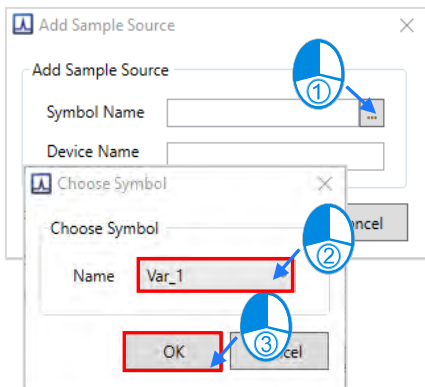 Add Sample Source
Add Sample Source
①
Symbol Name
...
Device Name
Choose Symbol
Choose Symbol
②
Name
Var_1
OK
③